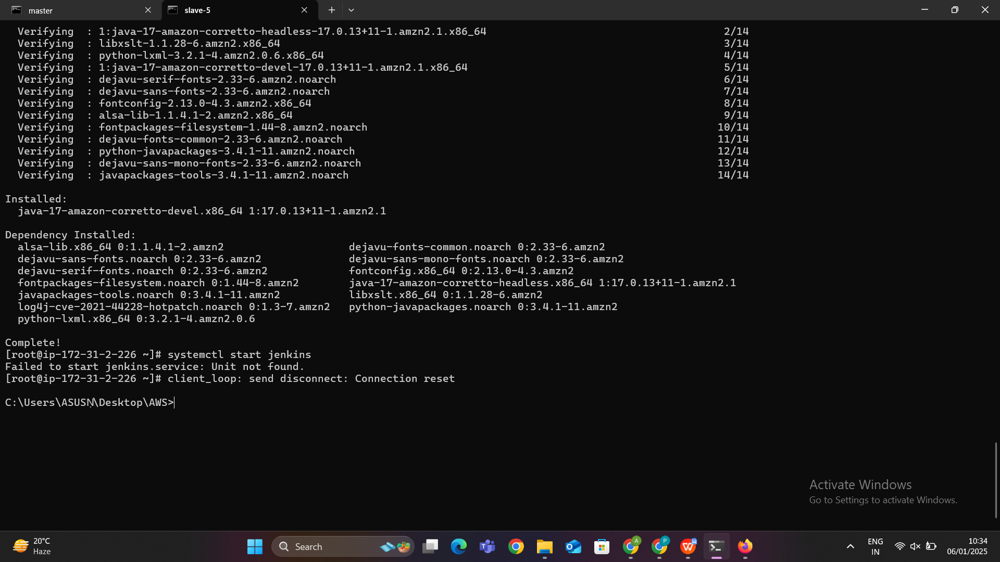 master
slave-5
Verifying : 1:java-17-amazon-corretto-headless-17.0.13+11-1.amzn2.1.x86_64 2/14
Verifying : libxslt-1.1.28-6.amzn2.x86_64 3/14
Verifying : python-lxml-3.2.1-4.amzn2.0.6.x86_64 4/14
Verifying : 1:java-17-amazon-corretto-devel-17.0.13+11-1.amzn2.1.x86_64 5/14
Verifying : dejavu-serif-fonts-2.33-6.amzn2.noarch 6/14
Verifying : dejavu-sans-fonts-2.33-6.amzn2.noarch 7/14
Verifying : fontconfig-2.13.0-4.3.amzn2.x86_64 8/14
Verifying : alsa-lib-1.1.4.1-2.amzn2.x86_64 9/14
Verifying : fontpackages-filesystem-1.44-8.amzn2.noarch 10/14
Verifying : dejavu-fonts-common-2.33-6.amzn2.noarch 11/14
Verifying : python-javapackages-3.4.1-11.amzn2.noarch 12/14
Verifying : dejavu-sans-mono-fonts-2.33-6.amzn2.noarch 13/14
Verifying : javapackages-tools-3.4.1-11.amzn2.noarch 14/14
Installed:
java-17-amazon-corretto-devel.x86_64 1:17.0.13+11-1.amzn2.1
Dependency Installed:
alsa-lib.x86_64 0:1.1.4.1-2.amzn2 dejavu-fonts-common.noarch 0:2.33-6.amzn2
dejavu-sans-fonts.noarch 0:2.33-6.amzn2 dejavu-sans-mono-fonts.noarch 0:2.33-6.amzn2
dejavu-serif-fonts.noarch 0:2.33-6.amzn2 fontconfig.x86_64 0:2.13.0-4.3.amzn2
fontpackages-filesystem.noarch 0:1.44-8.amzn2 java-17-amazon-corretto-headless.x86_64 1:17.0.13+11-1.amzn2.1
javapackages-tools.noarch 0:3.4.1-11.amzn2 libxslt.x86_64 0:1.1.28-6.amzn2
log4j-cve-2021-44228-hotpatch.noarch 0:1.3-7.amzn2 python-javapackages.noarch 0:3.4.1-11.amzn2
python-lxml.x86_64 0:3.2.1-4.amzn2.0.6
Complete!
[root@ip-172-31-2-226 ~]# systemctl start jenkins
Failed to start jenkins.service: Unit not found.
[root@ip-172-31-2-226 ~]# client_loop: send disconnect: Connection reset
C:\Users\ASUSN\Desktop\AWS>
Activate Windows
Go to Settings to activate Windows.
20°C
Haze
Search
ENG
IN
10:34
06/01/2025